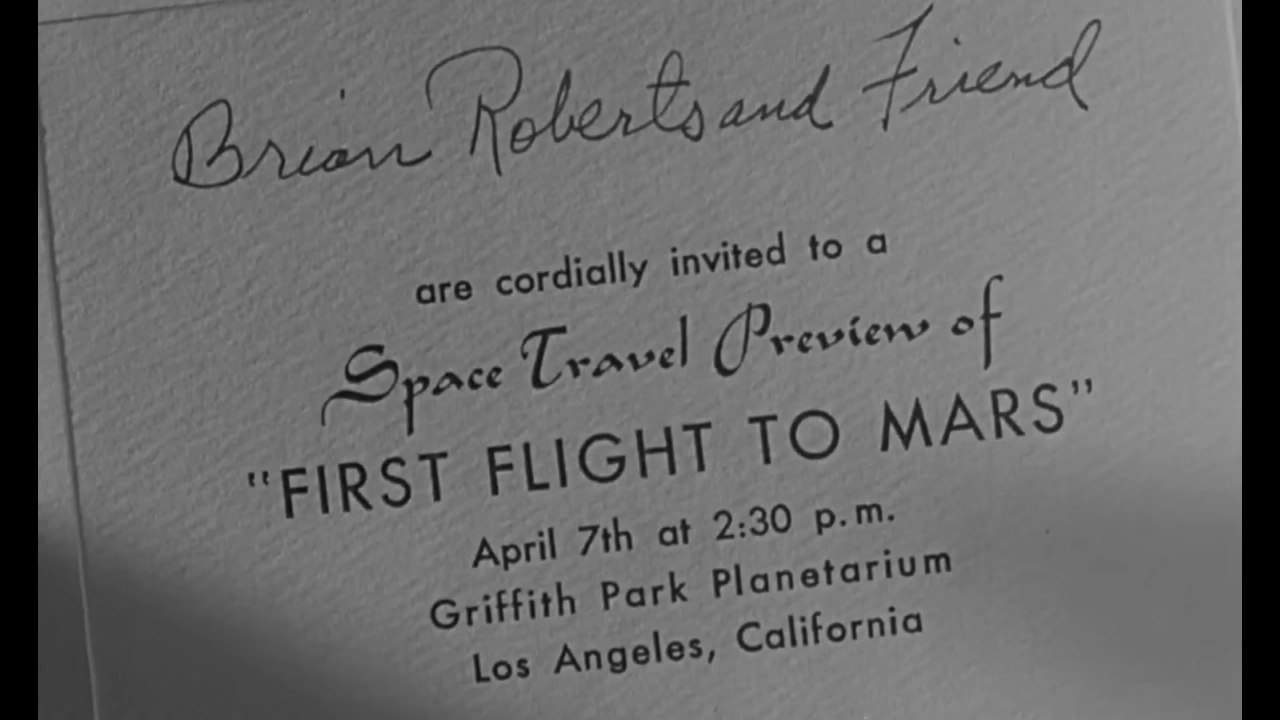 Brian Roberts and Friend
are cordially invited to a
Space Travel Preview of
"FIRST FLIGHT TO MARS"
April 7th at 2:30 p.m.
Griffith Park Planetarium
Los Angeles, California